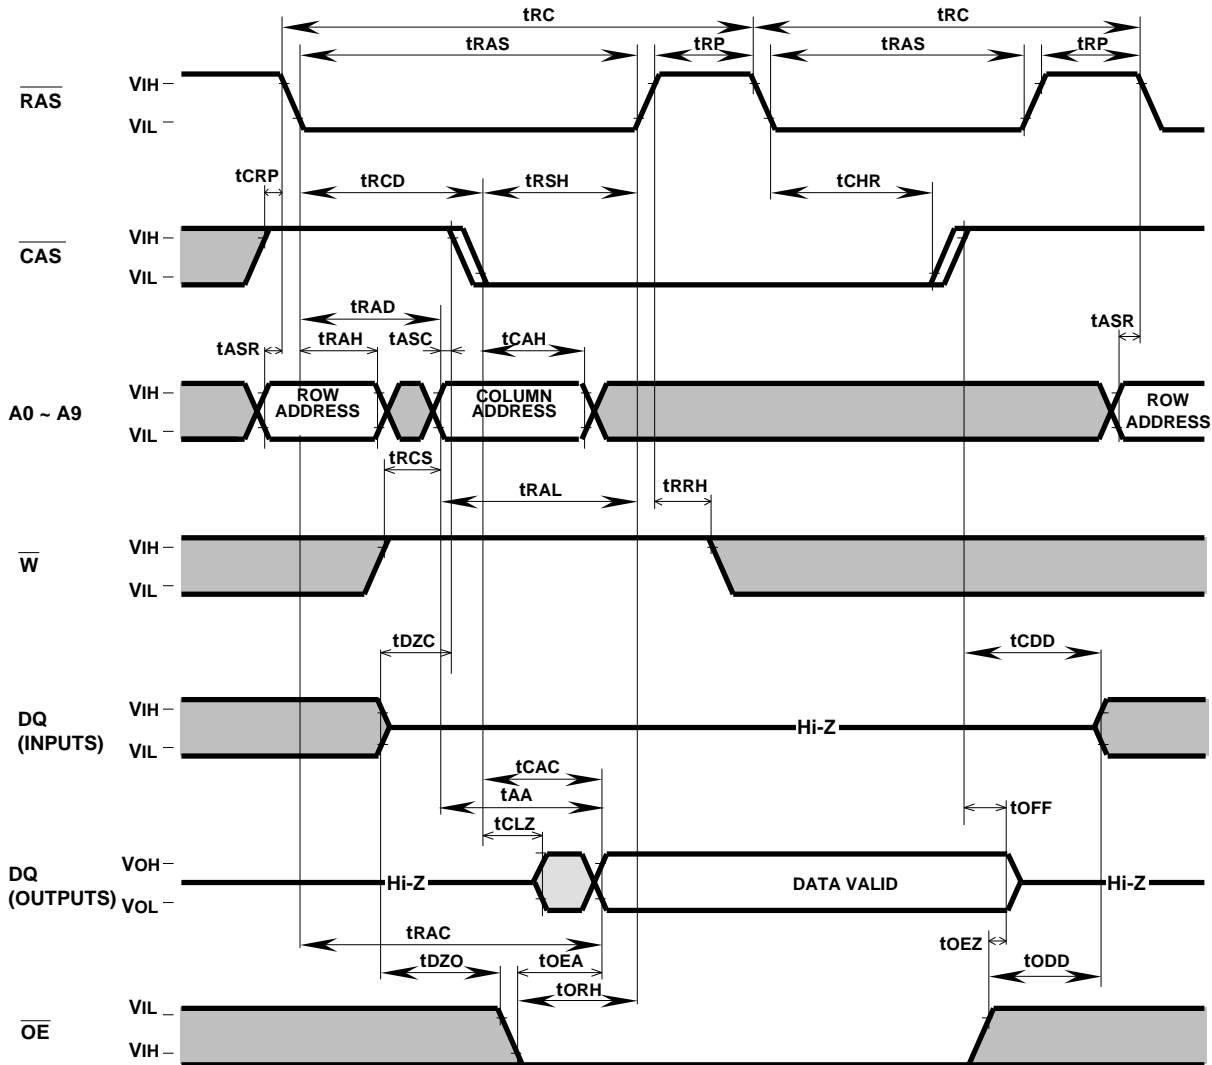 tRC tRC
tRAS tRP tRAS tRP
RAS VIH
VIL
tCRP tRCD tRSH tCHR
CAS VIH
VIL
tRAD
tASR tRAH tASC tCAH tASR
A0 ~ A9 VIH
VIL
ROW
ADDRESS
COLUMN
ADDRESS
ROW
ADDRESS
tRCS
tRAL tRRH
W VIH
VIL
tDZC tCDD
DQ
(INPUTS)
VIH
VIL
Hi-Z
tCAC
tAA
tCLZ tOFF
DQ
(OUTPUTS)
VOH
VOL
Hi-Z DATA VALID Hi-Z
tRAC
tDZO tOEA tOEZ tODD
tORH
OE VIL
VIH